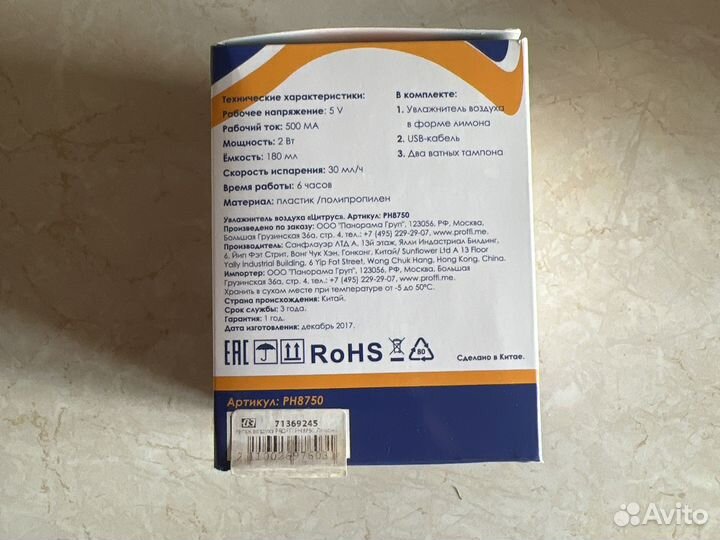 Технические характеристики:
Рабочее напряжение: 5 V
Рабочий ток: 500 МА
Мощность: 2 Вт
Ёмкость: 180 мл
Скорость испарения: 30 мл/ч
Время работы: 6 часов
Материал: пластик /полипропилен
В комплекте:
1. Увлажнитель воздуха
в форме лимона
2. USB-кабель
3. Два ватных тампона
Увлажнитель воздуха «Цитрус». Артикул: PH8750
Произведено по заказу: ООО "Панорама Груп", 123056, РФ, Москва,
Большая Грузинская 36а, стр. 4, тел.: +7 (495) 229-29-07, www.proffi.me.
Производитель: Санфлауэр ЛТД А, 13й этаж, Ялли Индастриал Билдинг,
6, Йип Фэт Стрит, Вонг Чук Хэн, Гонконг, Китай/ Sunflower Ltd A 13 Floor
Yally Industrial Building, 6 Yip Fat Street, Wong Chuk Hang, Hong Kong, China.
Импортер: ООО "Панорама Груп", 123056, РФ, Москва, Большая
Грузинская 36а, стр. 4, тел.: +7 (495) 229-29-07, www.proffi.me.
Хранить в сухом месте при температуре от -5 до 50°C.
Страна происхождения: Китай.
Срок службы: 3 года.
Гарантия: 1 год.
Дата изготовления: декабрь 2017.
EAC RoHS 80
Сделано в Китае.
Артикул: PH8750
71369245
Avito